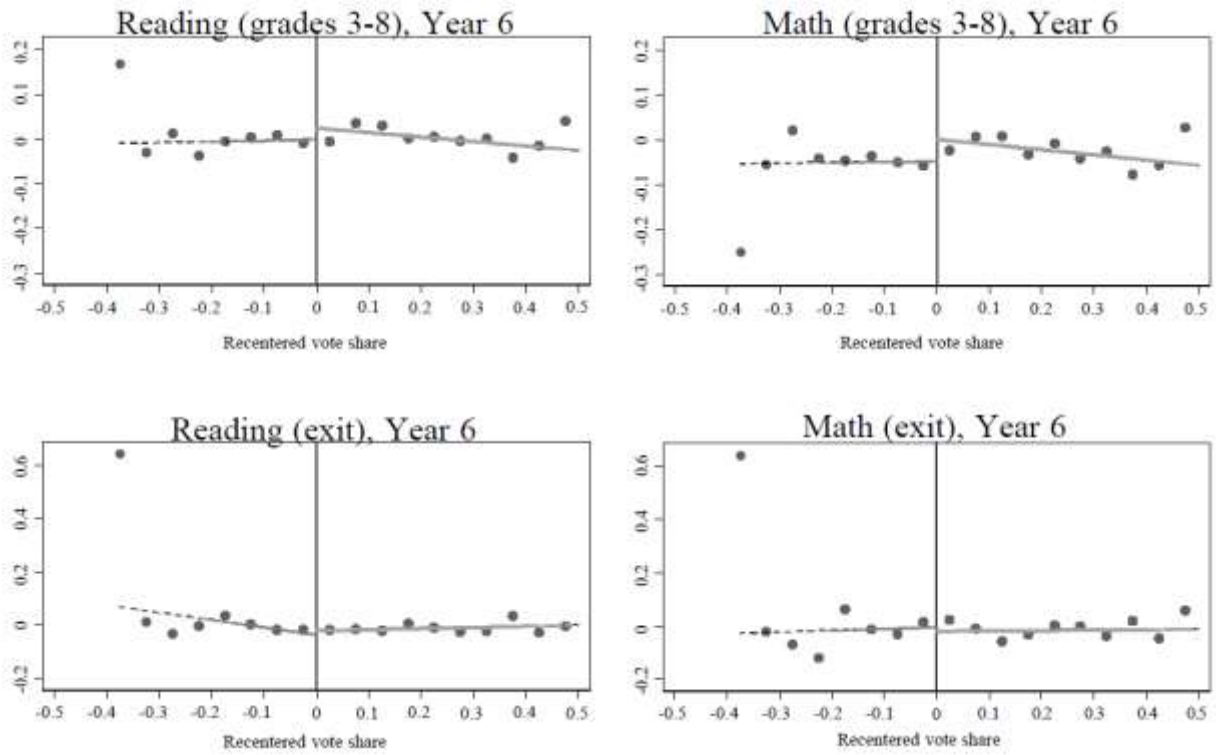 Reading (grades 3-8), Year 6
0.2
0.1
0
-0.1
-0.2
-0.3
-0.5 -0.4 -0.3 -0.2 -0.1 0 0.1 0.2 0.3 0.4 0.5
Recentered vote share
Math (grades 3-8), Year 6
0.2
0.1
0
-0.1
-0.2
-0.3
-0.5 -0.4 -0.3 -0.2 -0.1 0 0.1 0.2 0.3 0.4 0.5
Recentered vote share
Reading (exit), Year 6
0.6
0.4
0.2
0
-0.2
-0.5 -0.4 -0.3 -0.2 -0.1 0 0.1 0.2 0.3 0.4 0.5
Recentered vote share
Math (exit), Year 6
0.6
0.4
0.2
0
-0.2
-0.5 -0.4 -0.3 -0.2 -0.1 0 0.1 0.2 0.3 0.4 0.5
Recentered vote share